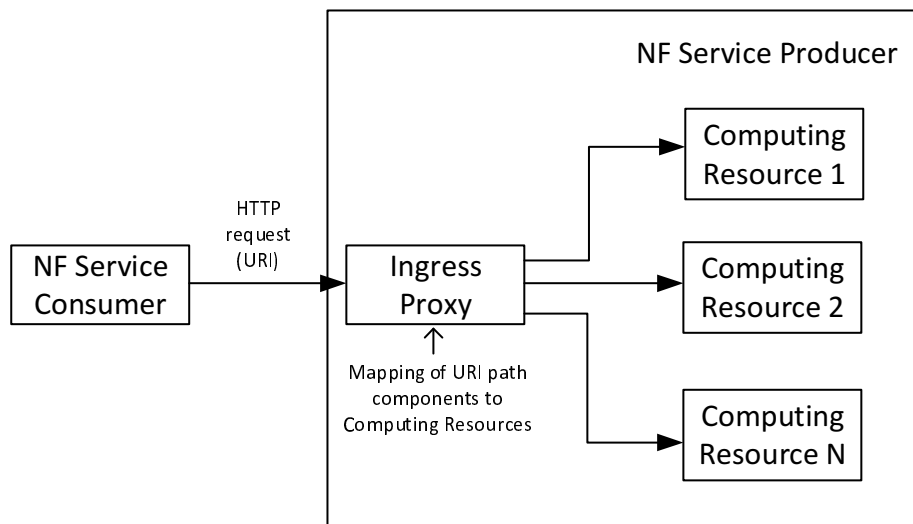 NF Service Producer
Computing
Resource 1
HTTP
request
(URI)
NF Service
Consumer
Ingress
Proxy
Computing
Resource 2
Mapping of URI path
components to
Computing Resources
Computing
Resource N